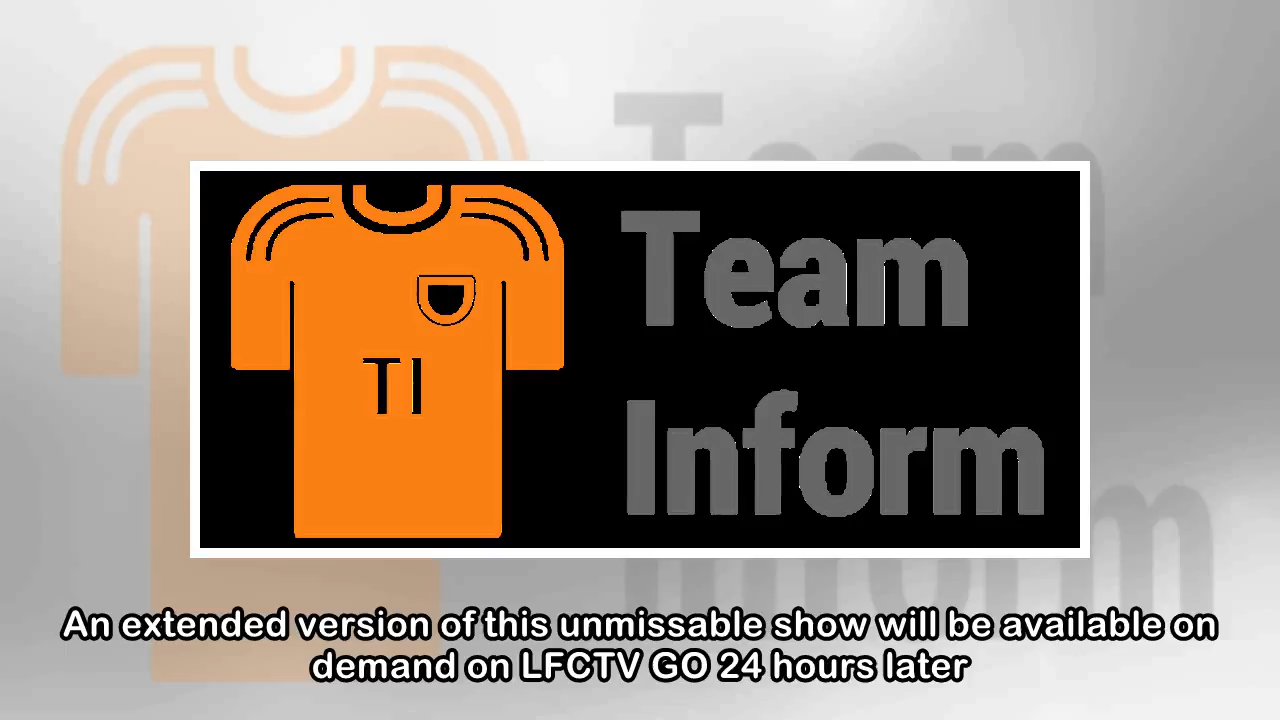 TI
Team
Inform
An extended version of this unmissable show will be available on
demand on LFCTV GO 24 hours later